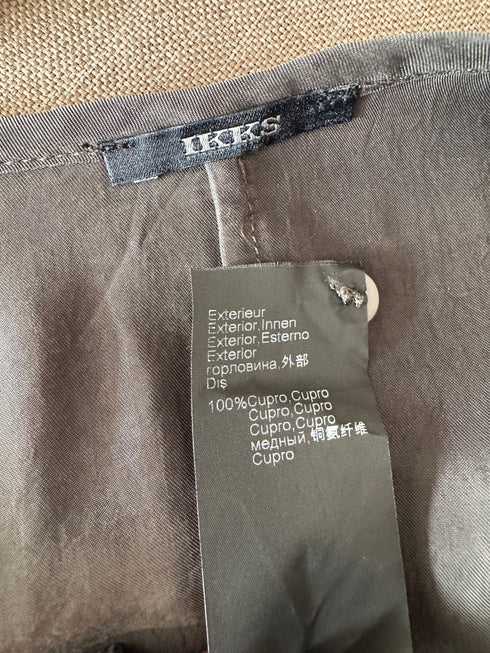 IKKS
Exterieur
Exterior,Innen
Exterior,Esterno
Exterior
горловина,外部
Dış
100%Cupro,Cupro
Cupro,Cupro
Cupro,Cupro
медный,铜氨纤维
Cupro